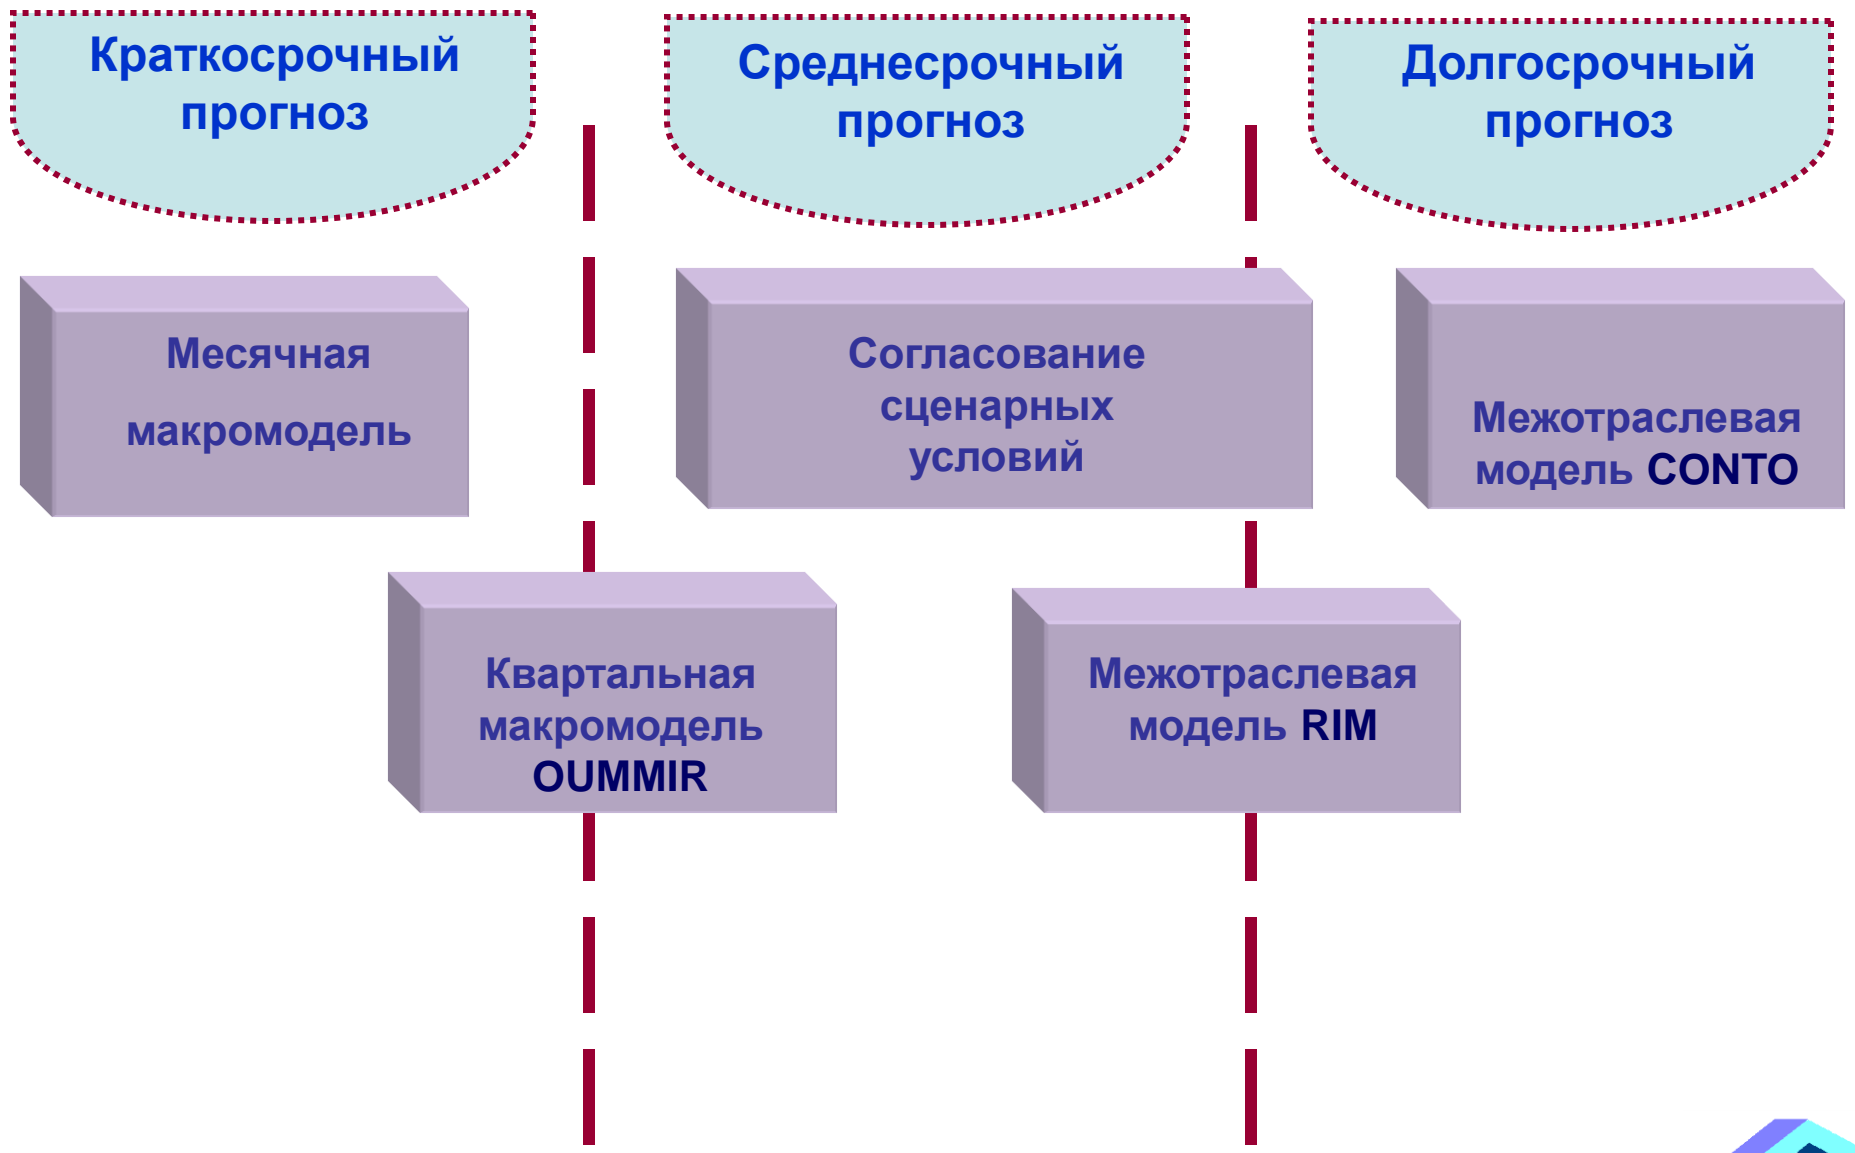 Краткосрочный
прогноз
Среднесрочный
прогноз
Долгосрочный
прогноз
Месячная
макромодель
Согласование
сценарных
условий
Межотраслевая
модель CONTO
Квартальная
макромодель
OUMMIR
Межотраслевая
модель RIM